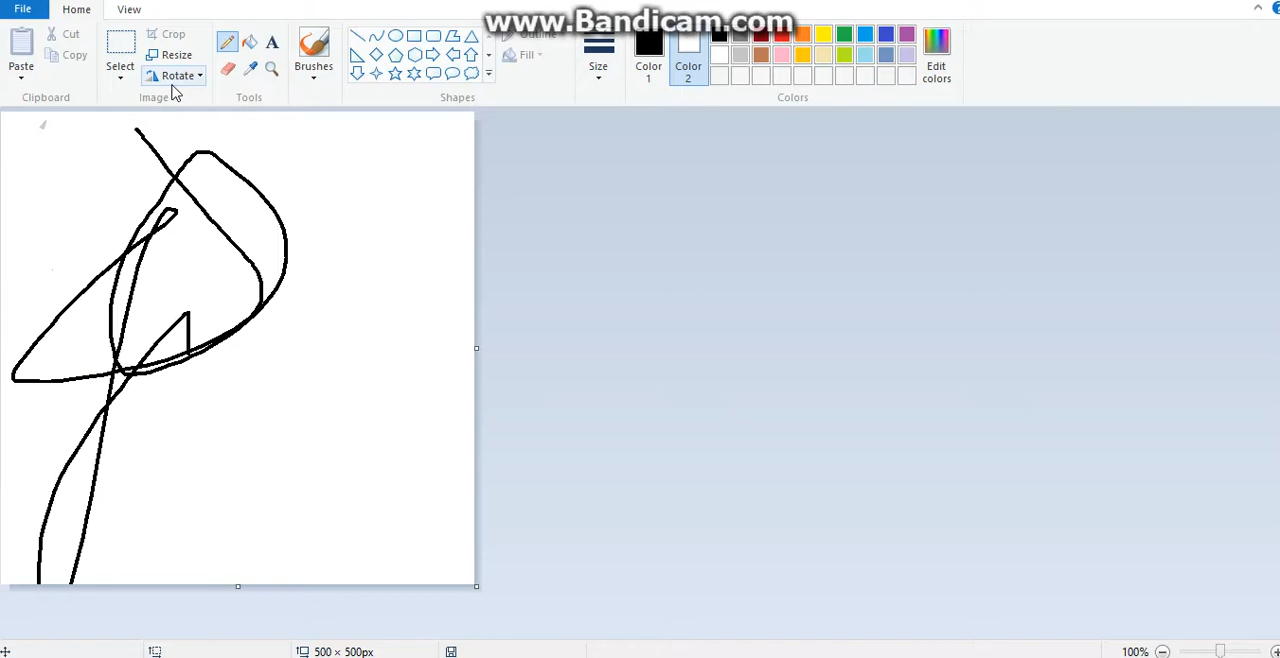 www.Bandicam.com
File Home View
Cut
Copy
Paste
Clipboard
Select
Crop
Resize
Rotate
Image
Tools
Brushes
Outline
Fill
Shapes
Size
Color 1
Color 2
Edit colors
Colors
500 × 500px
100%